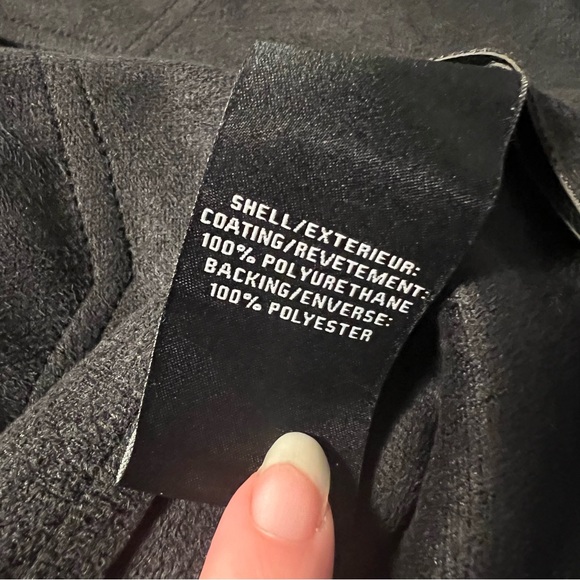 SHELL/EXTERIEUR:
COATING/REVETEMENT:
100% POLYURETHANE
BACKING/ENVERSE:
100% POLYESTER